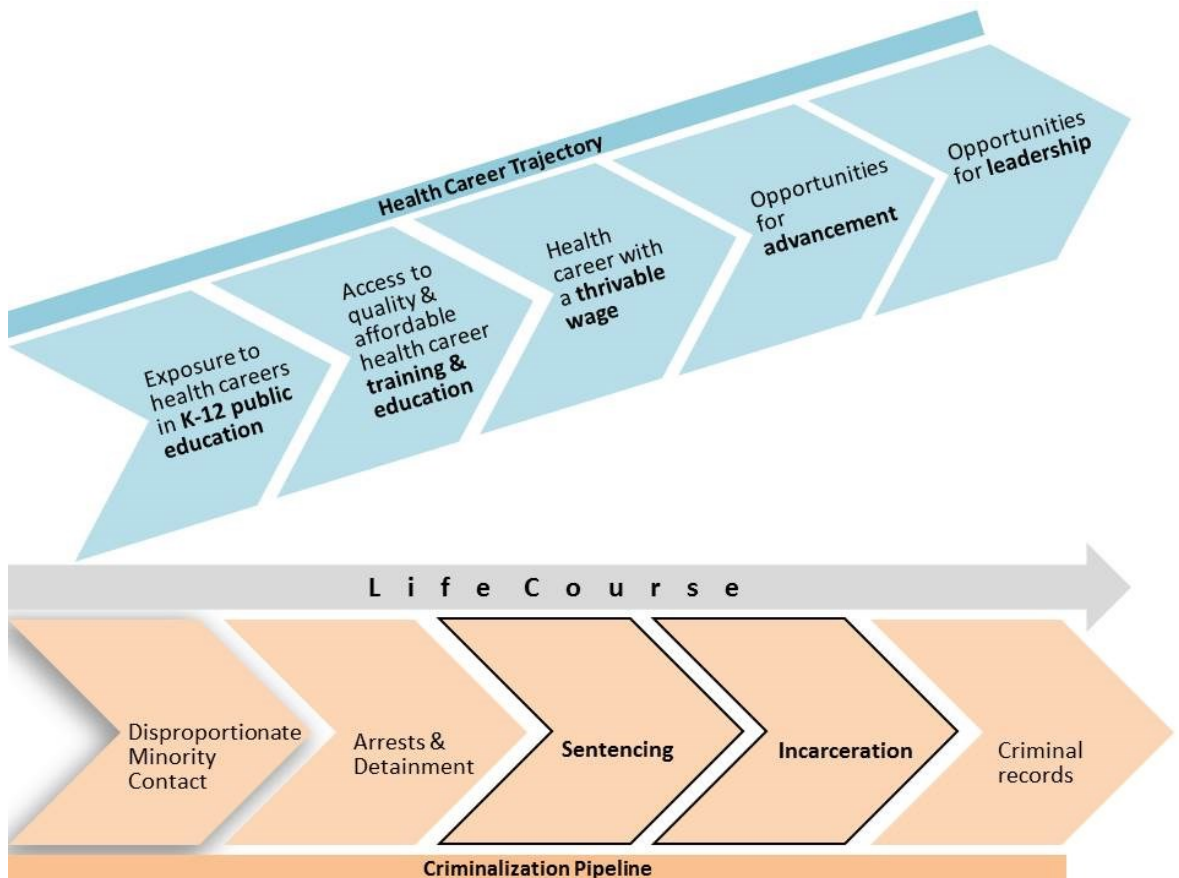 Health Career Trajectory
Exposure to
health careers
in K-12 public
education
Access to
quality &
affordable
health career
training &
education
Health
career with
a thrivable
wage
Opportunities
for
advancement
Opportunities
for leadership
Life Course
Disproportionate
Minority
Contact
Arrests &
Detainment
Sentencing
Incarceration
Criminal
records
Criminalization Pipeline